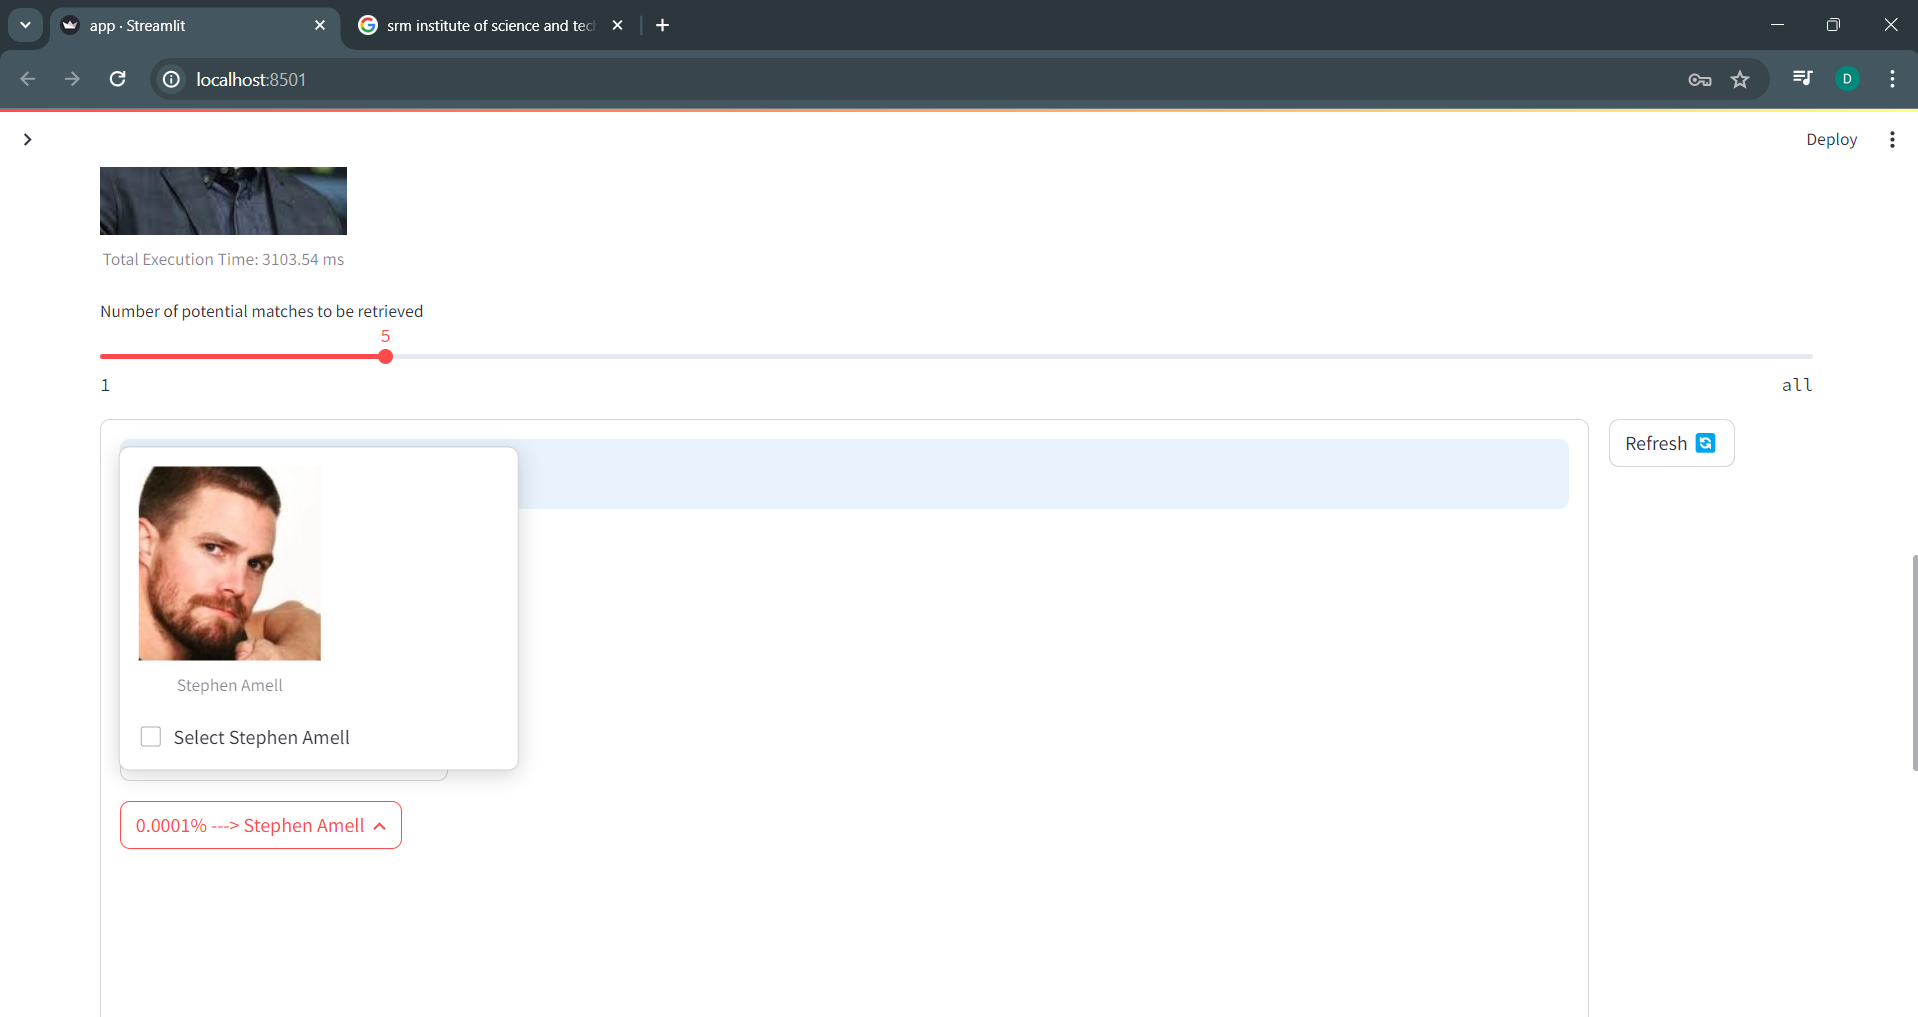 app · Streamlit
srm institute of science and tec
localhost:8501
D
Deploy
Total Execution Time: 3103.54 ms
Number of potential matches to be retrieved
5
1
all
Refresh
Stephen Amell
Select Stephen Amell
0.0001% ---> Stephen Amell